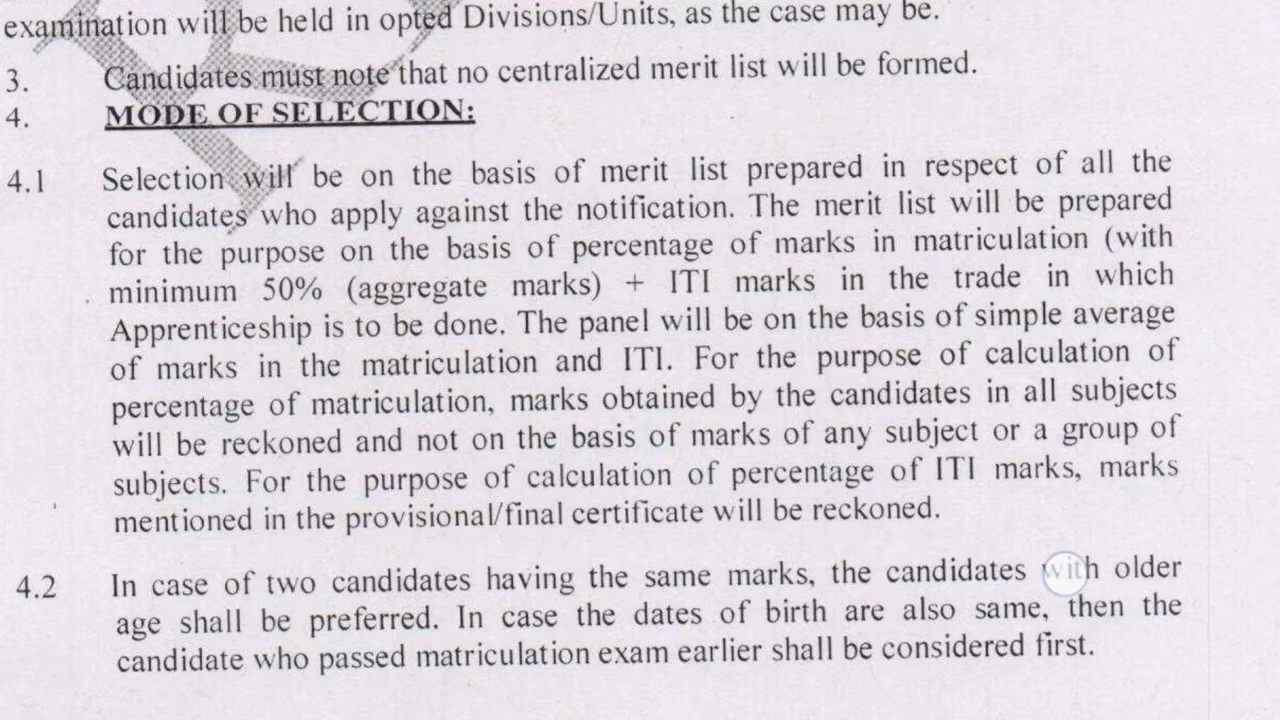 examination will be held in opted Divisions/Units, as the case may be.
3. Candidates must note that no centralized merit list will be formed.
4. MODE OF SELECTION:
4.1 Selection will be on the basis of merit list prepared in respect of all the
candidates who apply against the notification. The merit list will be prepared
for the purpose on the basis of percentage of marks in matriculation (with
minimum 50% (aggregate marks) + ITI marks in the trade in which
Apprenticeship is to be done. The panel will be on the basis of simple average
of marks in the matriculation and ITI. For the purpose of calculation of
percentage of matriculation, marks obtained by the candidates in all subjects
will be reckoned and not on the basis of marks of any subject or a group of
subjects. For the purpose of calculation of percentage of ITI marks, marks
mentioned in the provisional/final certificate will be reckoned.
4.2 In case of two candidates having the same marks, the candidates with older
age shall be preferred. In case the dates of birth are also same, then the
candidate who passed matriculation exam earlier shall be considered first.